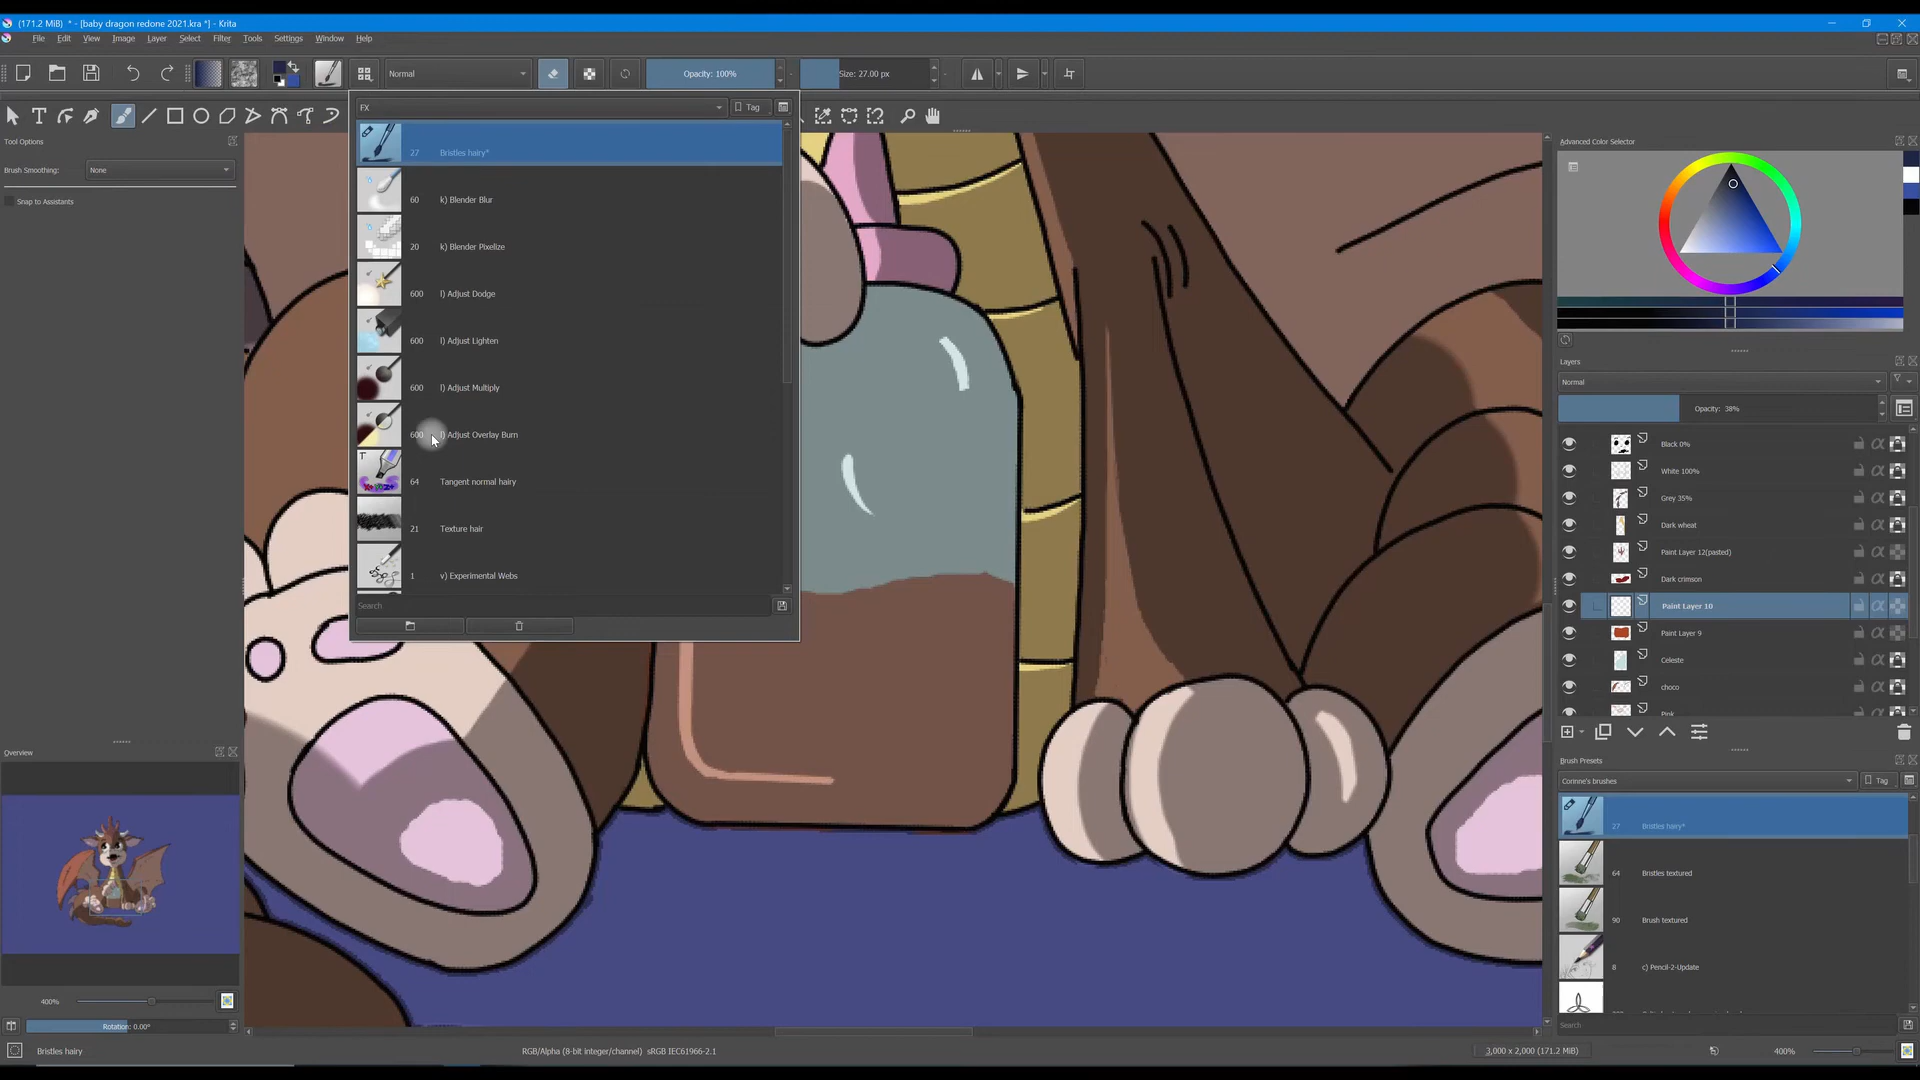 (171.2 MiB) * - [baby dragon redone 2021.kra *] - Krita
File Edit View Image Layer Select Filter Tools Settings Window Help
Normal
Opacity: 100%
Size: 27.00 px
Tool Options
Brush Smoothing: None
Snap to Assistants
FX
Tag
27 Bristles hairy*
60 k) Blender Blur
20 k) Blender Pixelize
600 l) Adjust Dodge
600 l) Adjust Lighten
600 l) Adjust Multiply
600 l) Adjust Overlay Burn
64 Tangent normal hairy
21 Texture hair
1 v) Experimental Webs
Search
Advanced Color Selector
Layers
Normal
Opacity: 38%
Black 0%
White 100%
Grey 35%
Dark wheat
Paint Layer 12(pasted)
Dark crimson
Paint Layer 10
Paint Layer 9
Celeste
choco
Pink
Brush Presets
Corinne's brushes
Tag
27 Bristles hairy*
64 Bristles textured
90 Brush textured
8 c) Pencil-2-Update
Search
Overview
400%
Rotation: 0.00°
Bristles hairy
RGB/Alpha (8-bit integer/channel) sRGB IEC61966-2.1
3,000 x 2,000 (171.2 MiB)
400%